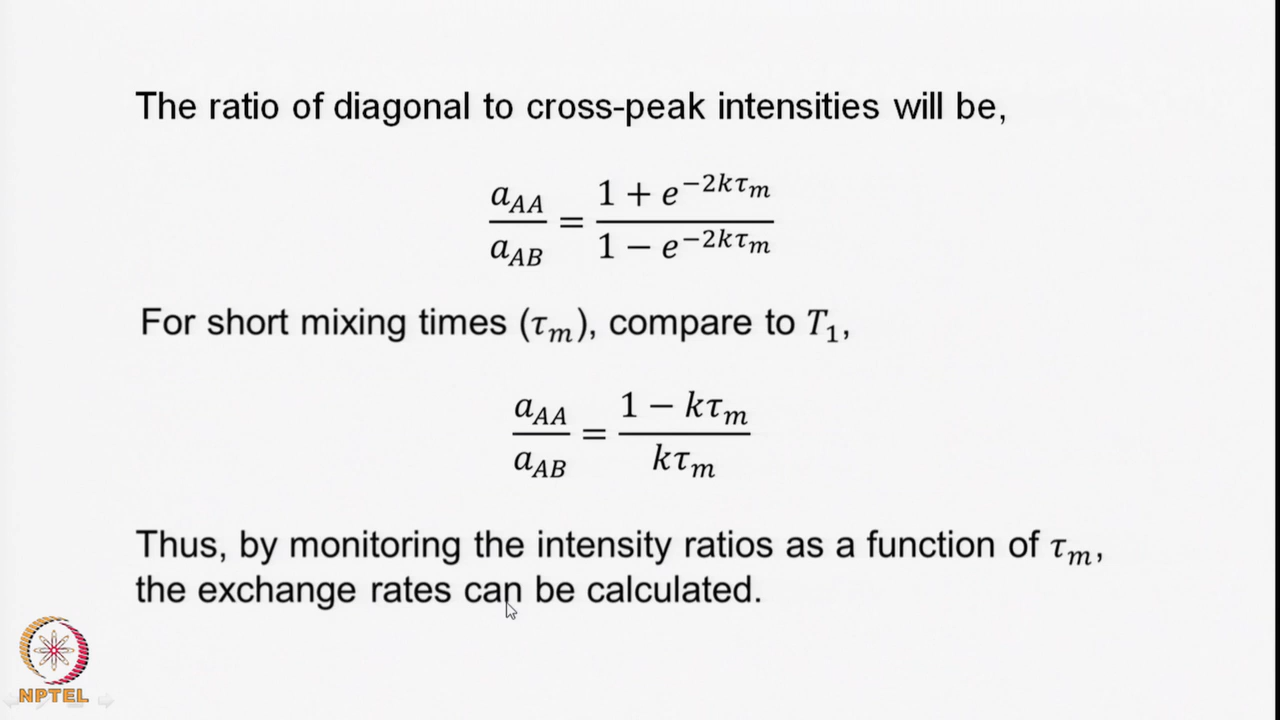 The ratio of diagonal to cross-peak intensities will be,
a_AA / a_AB = (1 + e^{−2kτ_m}) / (1 − e^{−2kτ_m})
For short mixing times (τ_m), compare to T_1,
a_AA / a_AB = (1 − kτ_m) / (kτ_m)
Thus, by monitoring the intensity ratios as a function of τ_m,
the exchange rates can be calculated.
NPTEL